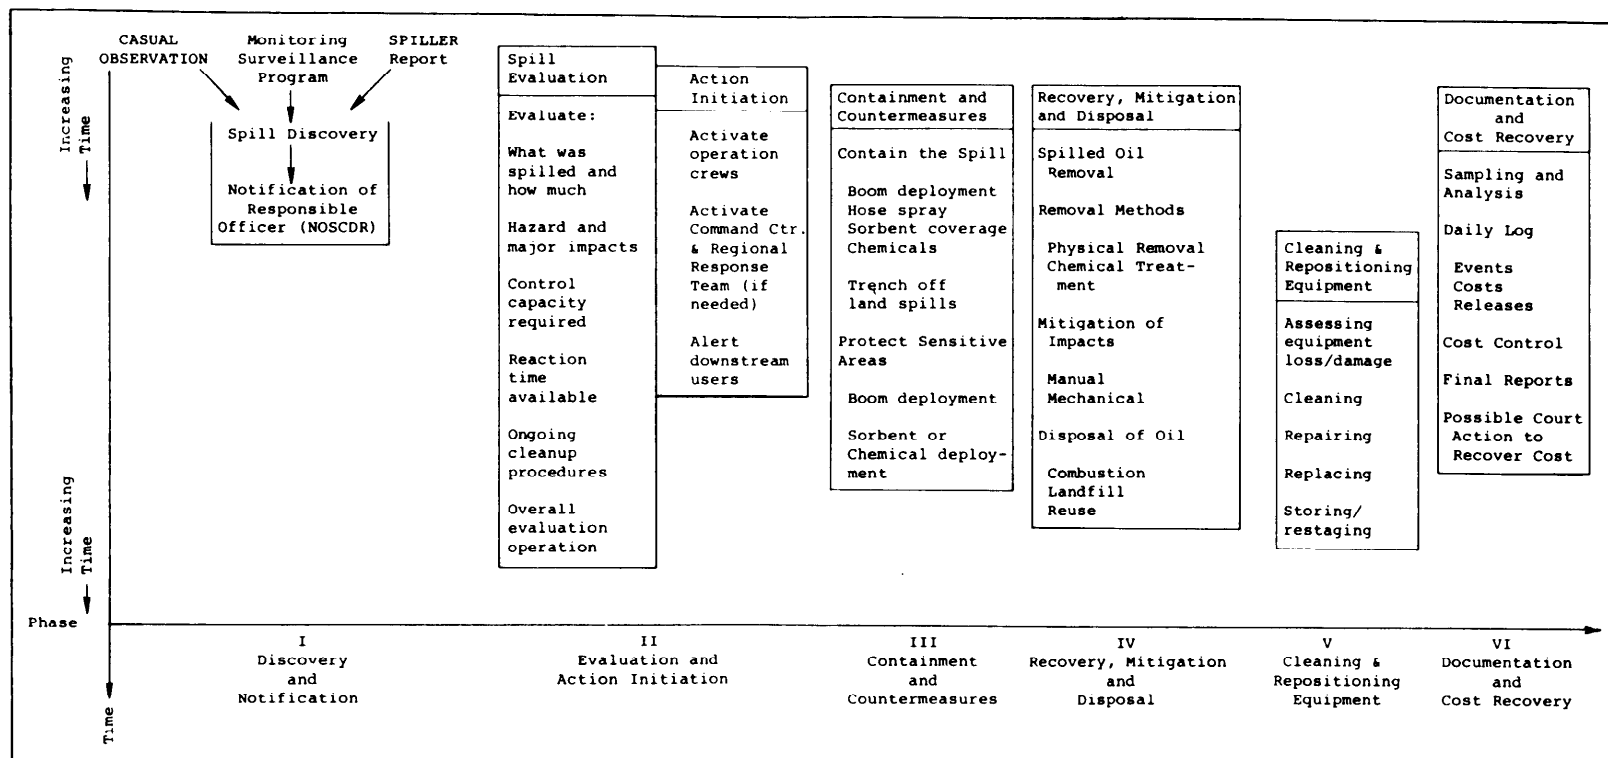 CASUAL
OBSERVATION
Monitoring
Surveillance
Program
SPILLER
Report
Spill Discovery
Notification of
Responsible
Officer (NOSCDR)
Increasing
Time
Increasing
Time
Spill
Evaluation
Evaluate:
What was
spilled and
how much
Hazard and
major impacts
Control
capacity
required
Reaction
time
available
Ongoing
cleanup
procedures
Overall
evaluation
operation
Action
Initiation
Activate
operation
crews
Activate
Command Ctr.
& Regional
Response
Team (if
needed)
Alert
downstream
users
Containment and
Countermeasures
Contain the Spill
Boom deployment
Hose spray
Sorbent coverage
Chemicals
Trench off
land spills
Protect Sensitive
Areas
Boom deployment
Sorbent or
Chemical deploy-
ment
Recovery, Mitigation
and Disposal
Spilled Oil
Removal
Removal Methods
Physical Removal
Chemical Treat-
ment
Mitigation of
Impacts
Manual
Mechanical
Disposal of Oil
Combustion
Landfill
Reuse
Cleaning &
Repositioning
Equipment
Assessing
equipment
loss/damage
Cleaning
Repairing
Replacing
Storing/
restaging
Documentation
and
Cost Recovery
Sampling and
Analysis
Daily Log
Events
Costs
Releases
Cost Control
Final Reports
Possible Court
Action to
Recover Cost
Phase
I
Discovery
and
Notification
II
Evaluation and
Action Initiation
III
Containment
and
Countermeasures
IV
Recovery, Mitigation
and
Disposal
V
Cleaning &
Repositioning
Equipment
VI
Documentation
and
Cost Recovery
Time